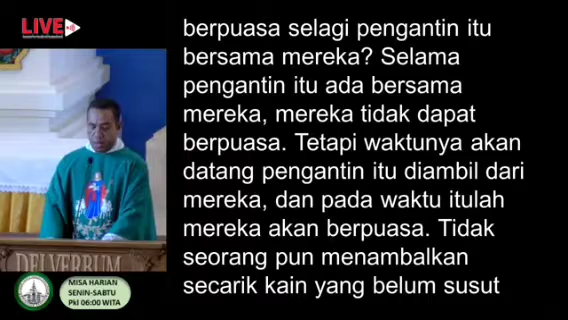 LIVE
berpuasa selagi pengantin itu
bersama mereka? Selama
pengantin itu ada bersama
mereka, mereka tidak dapat
berpuasa. Tetapi waktunya akan
datang pengantin itu diambil dari
mereka, dan pada waktu itulah
mereka akan berpuasa. Tidak
seorang pun menambalkan
secarik kain yang belum susut
DEI VERBUM
MISA HARIAN
SENIN-SABTU
Pkl 06:00 WITA